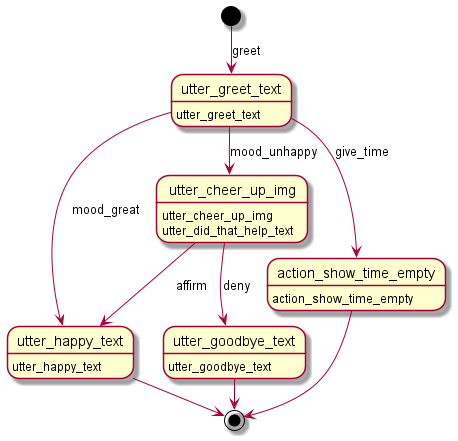 greet
utter_greet_text
utter_greet_text
mood_great
mood_unhappy
give_time
utter_cheer_up_img
utter_cheer_up_img
utter_did_that_help_text
action_show_time_empty
action_show_time_empty
affirm
deny
utter_happy_text
utter_happy_text
utter_goodbye_text
utter_goodbye_text